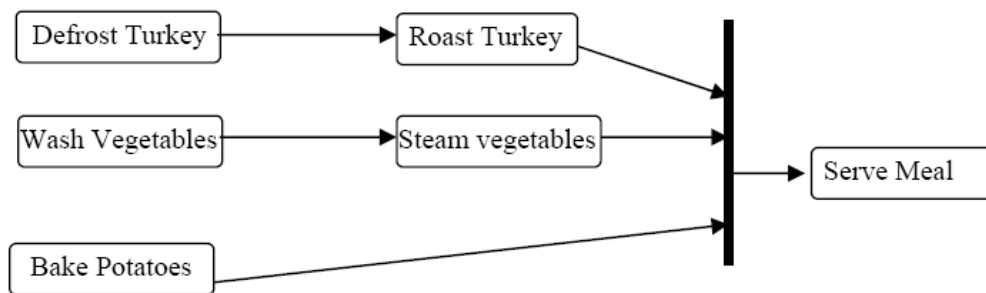 Defrost Turkey
Roast Turkey
Wash Vegetables
Steam vegetables
Serve Meal
Bake Potatoes